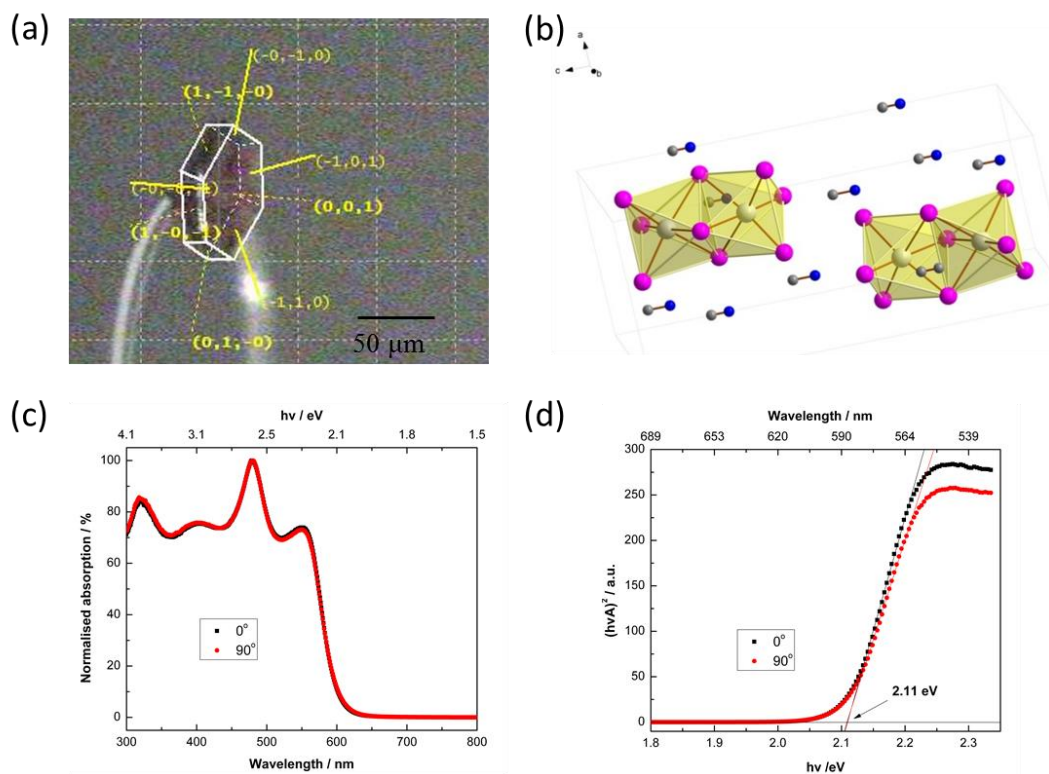 (a)
(-0,-1,0)
(1,-1,-0)
(-1,0,1)
(0,0,1)
(1,-0,-1)
(-1,1,0)
(0,1,-0)
50 µm
(b)
a
c
b
(c)
hν / eV
4.1 3.1 2.5 2.1 1.8 1.5
Normalised absorption / %
100
80
60
40
20
0
0°
90°
300 400 500 600 700 800
Wavelength / nm
(d)
Wavelength / nm
689 653 620 590 564 539
(hνA)² / a.u.
300
250
200
150
100
50
0
0°
90°
2.11 eV
1.8 1.9 2.0 2.1 2.2 2.3
hν /eV